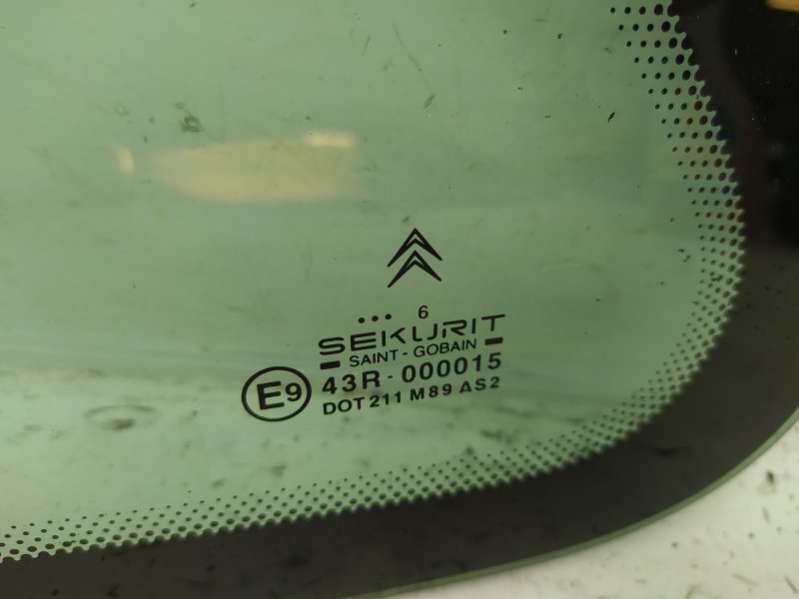 ... 6
SEKURIT
SAINT-GOBAIN
E9 43R-000015
DOT 211 M89 AS2